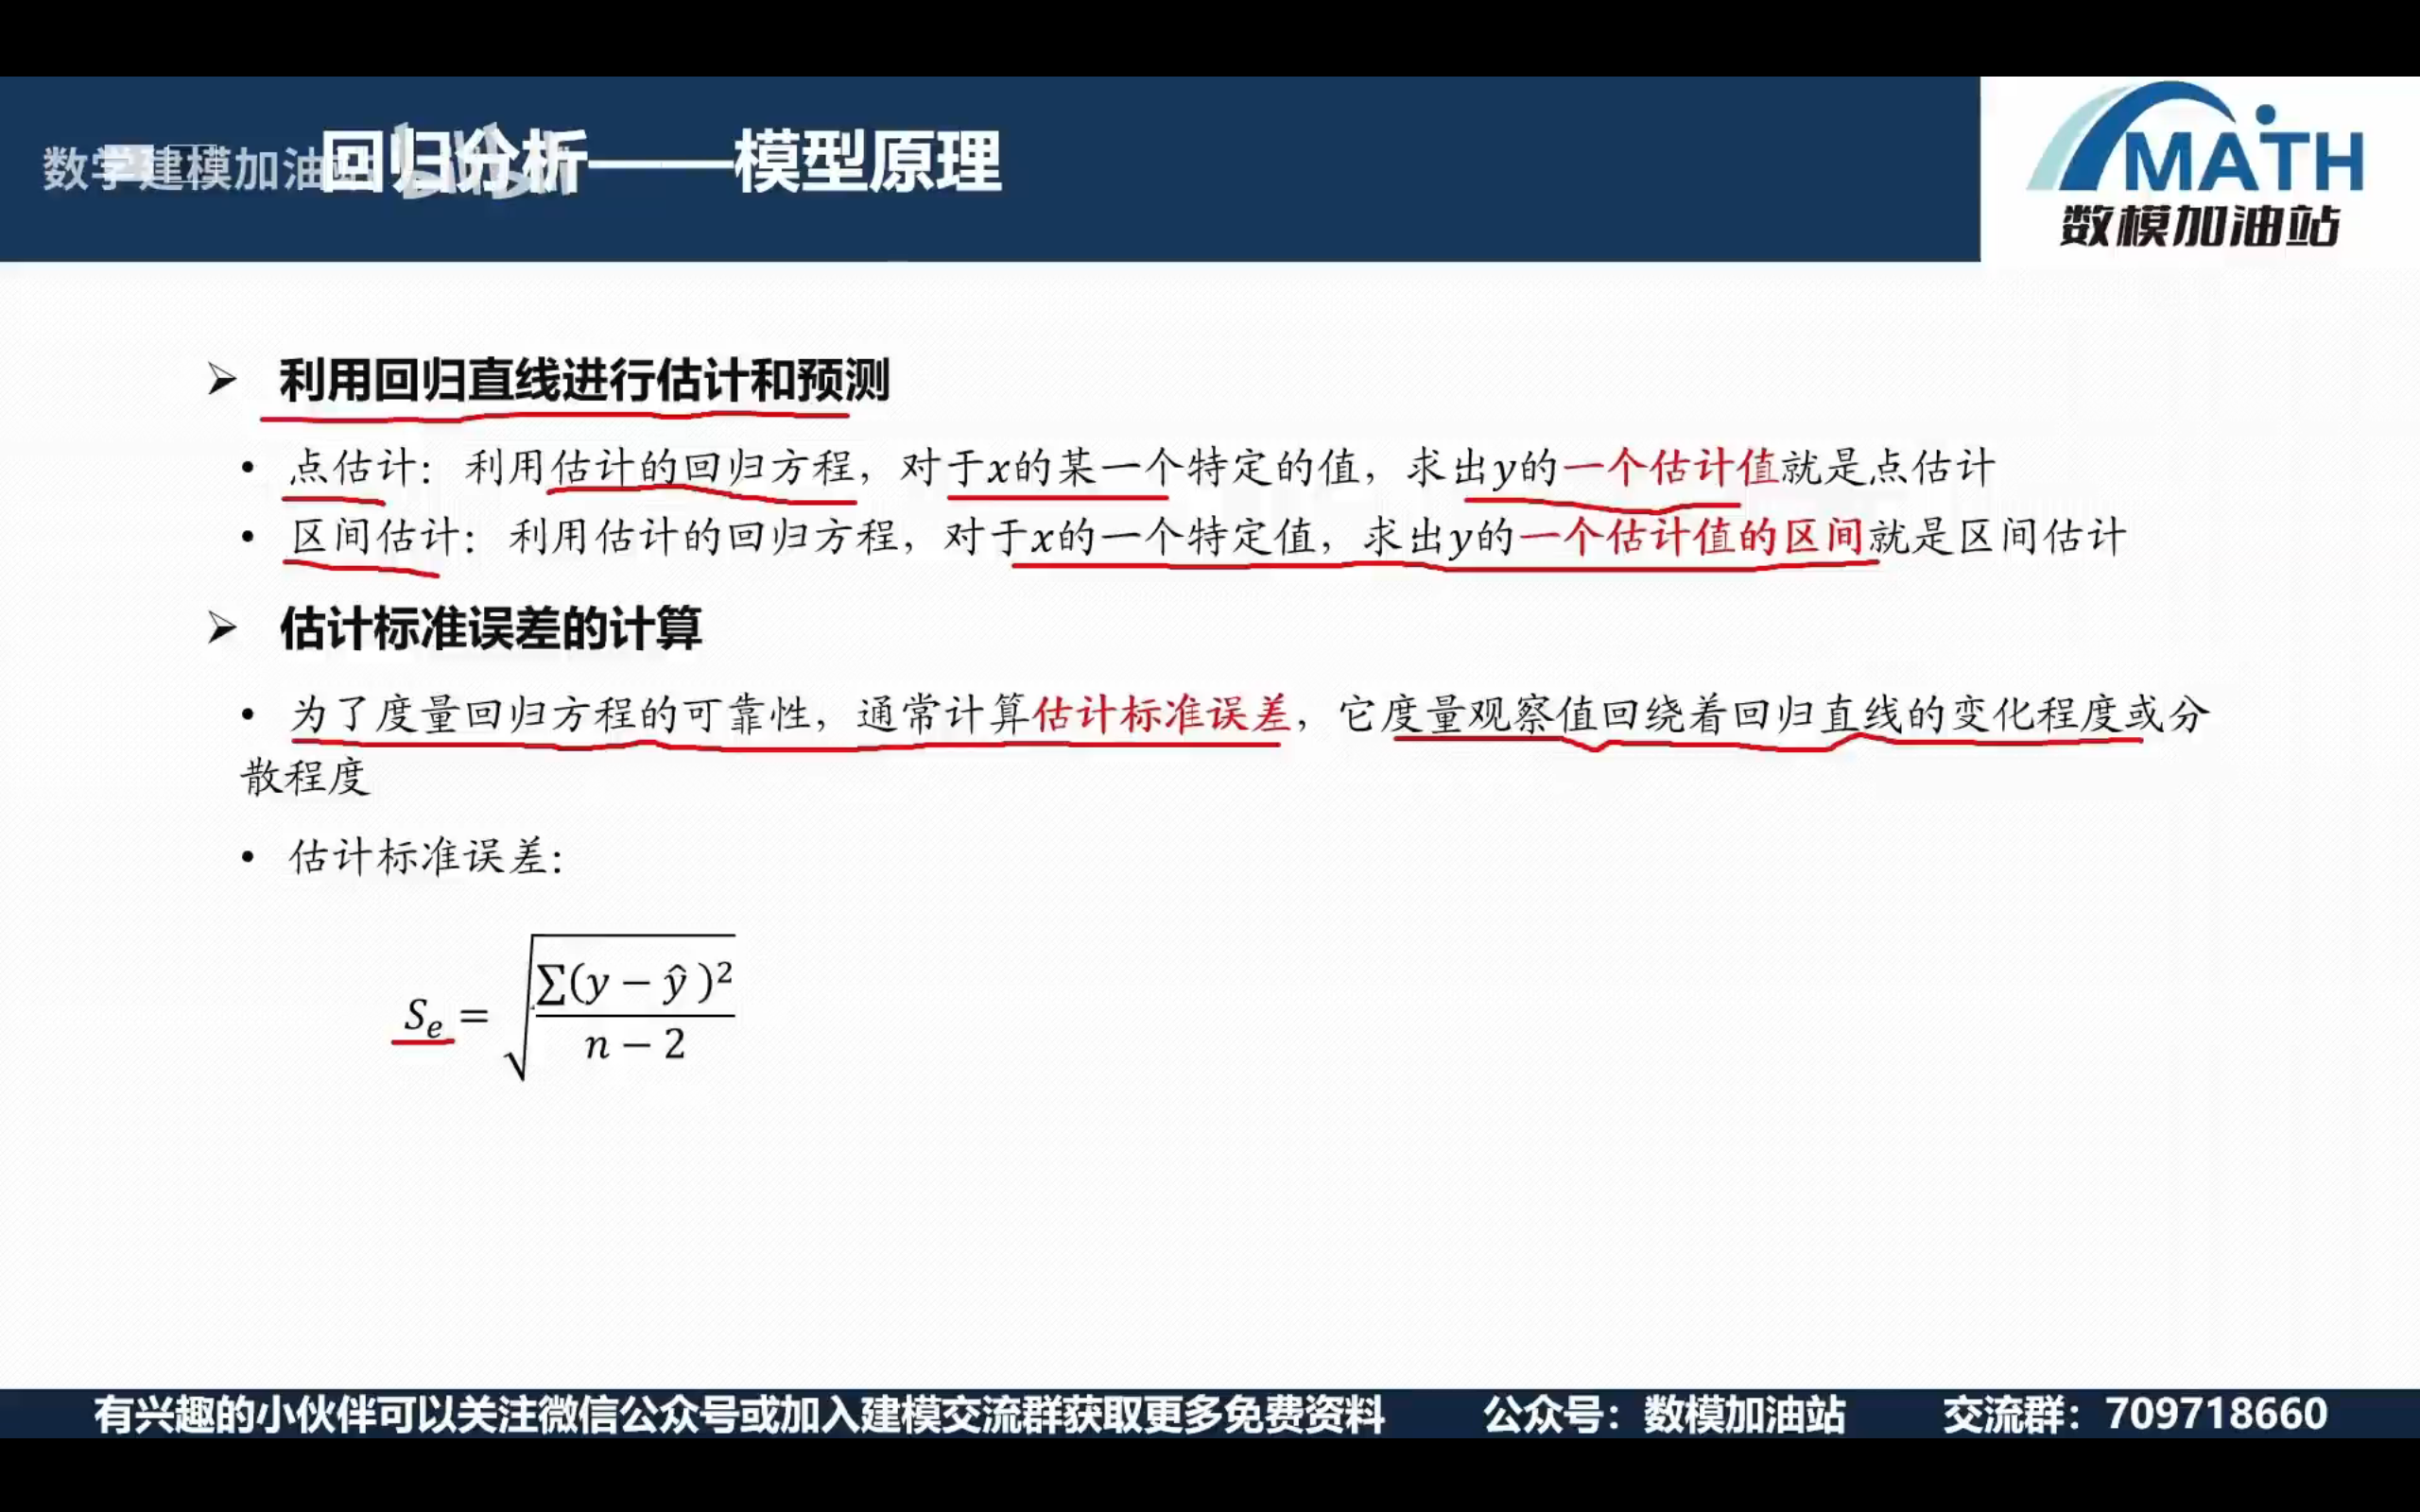 数学建模加油
回归分析——模型原理
MATH
数模加油站
➢ 利用回归直线进行估计和预测
• 点估计：利用估计的回归方程，对于x的某一个特定的值，求出y的一个估计值就是点估计
• 区间估计：利用估计的回归方程，对于x的一个特定值，求出y的一个估计值的区间就是区间估计
➢ 估计标准误差的计算
• 为了度量回归方程的可靠性，通常计算估计标准误差，它度量观察值回绕着回归直线的变化程度或分
散程度
• 估计标准误差：
Sₑ = √(∑(y − ŷ)² / (n − 2))
有兴趣的小伙伴可以关注微信公众号或加入建模交流群获取更多免费资料 公众号：数模加油站 交流群：709718660